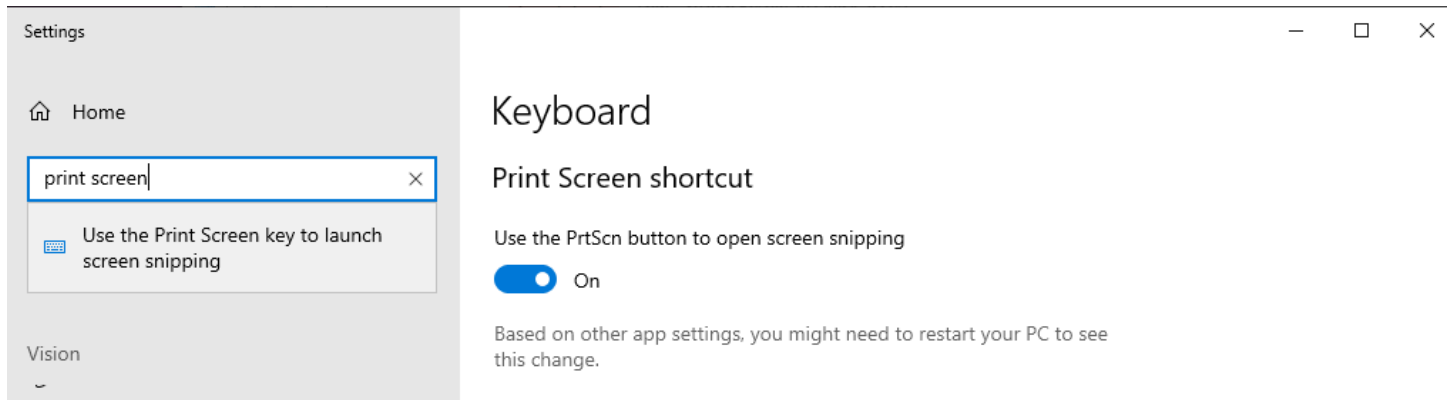 Settings
Home
print screen
Use the Print Screen key to launch
screen snipping
Vision
Keyboard
Print Screen shortcut
Use the PrtScn button to open screen snipping
On
Based on other app settings, you might need to restart your PC to see
this change.